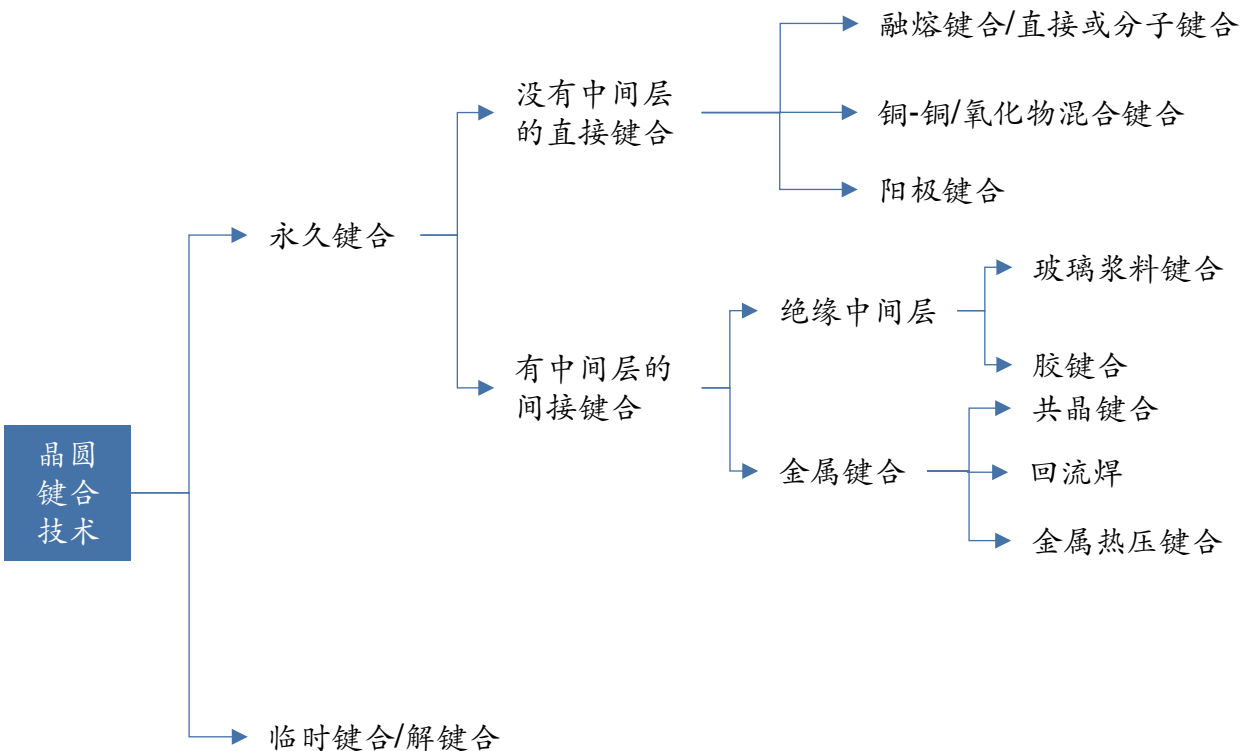 融熔键合/直接或分子键合
没有中间层
的直接键合
铜-铜/氧化物混合键合
阳极键合
永久键合
玻璃浆料键合
绝缘中间层
胶键合
有中间层的
间接键合
共晶键合
金属键合
回流焊
金属热压键合
晶圆
键合
技术
临时键合/解键合